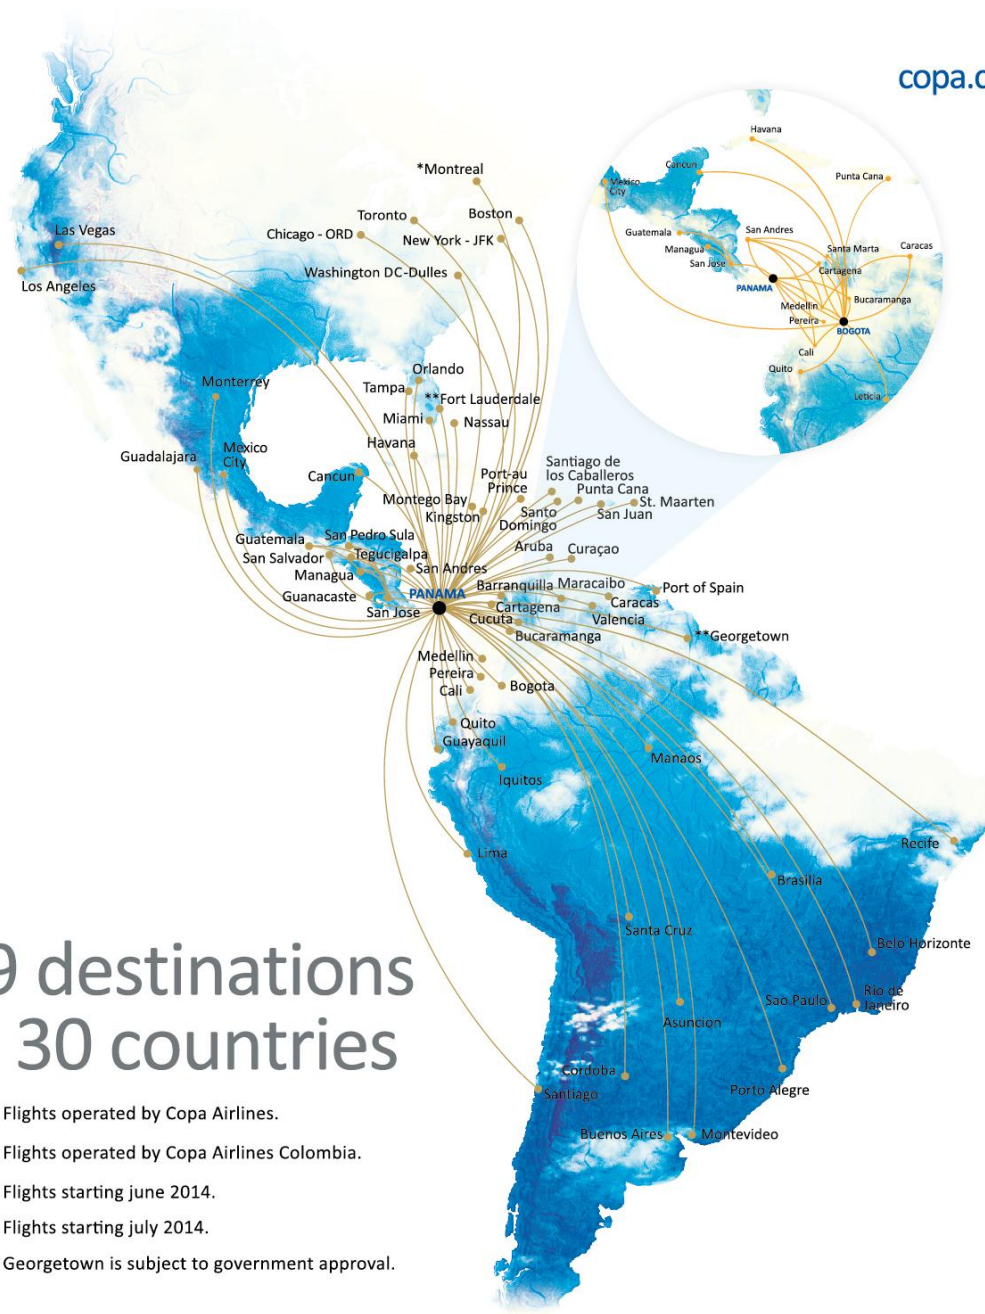 copa.c
Havana
Cancun
Punta Cana
Mexico
City
Guatemala
San Andres
Managua
Santa Marta
Caracas
San Jose
Cartagena
PANAMA
Medellin
Bucaramanga
Pereira
BOGOTA
Cali
Quito
Leticia
*Montreal
Toronto
Boston
Chicago - ORD
New York - JFK
Las Vegas
Washington DC-Dulles
Los Angeles
Orlando
Monterrey
Tampa
**Fort Lauderdale
Miami
Nassau
Havana
Guadalajara
Mexico
City
Cancun
Port-au
Prince
Santiago de
los Caballeros
Punta Cana
St. Maarten
Montego Bay
Kingston
Santo
Domingo
San Juan
Guatemala
San Pedro Sula
San Salvador
Tegucigalpa
Aruba
Curaçao
Managua
San Andres
Guanacaste
PANAMA
Barranquilla
Maracaibo
Port of Spain
San Jose
Cartagena
Caracas
Cucuta
Valencia
Bucaramanga
**Georgetown
Medellin
Pereira
Cali
Bogota
Quito
Guayaquil
Manaos
Iquitos
Recife
Lima
Brasilia
Santa Cruz
Belo Horizonte
Sao Paulo
Rio de
Janeiro
Asuncion
Cordoba
Santiago
Porto Alegre
Buenos Aires
Montevideo
9 destinations
30 countries
Flights operated by Copa Airlines.
Flights operated by Copa Airlines Colombia.
Flights starting june 2014.
Flights starting july 2014.
Georgetown is subject to government approval.